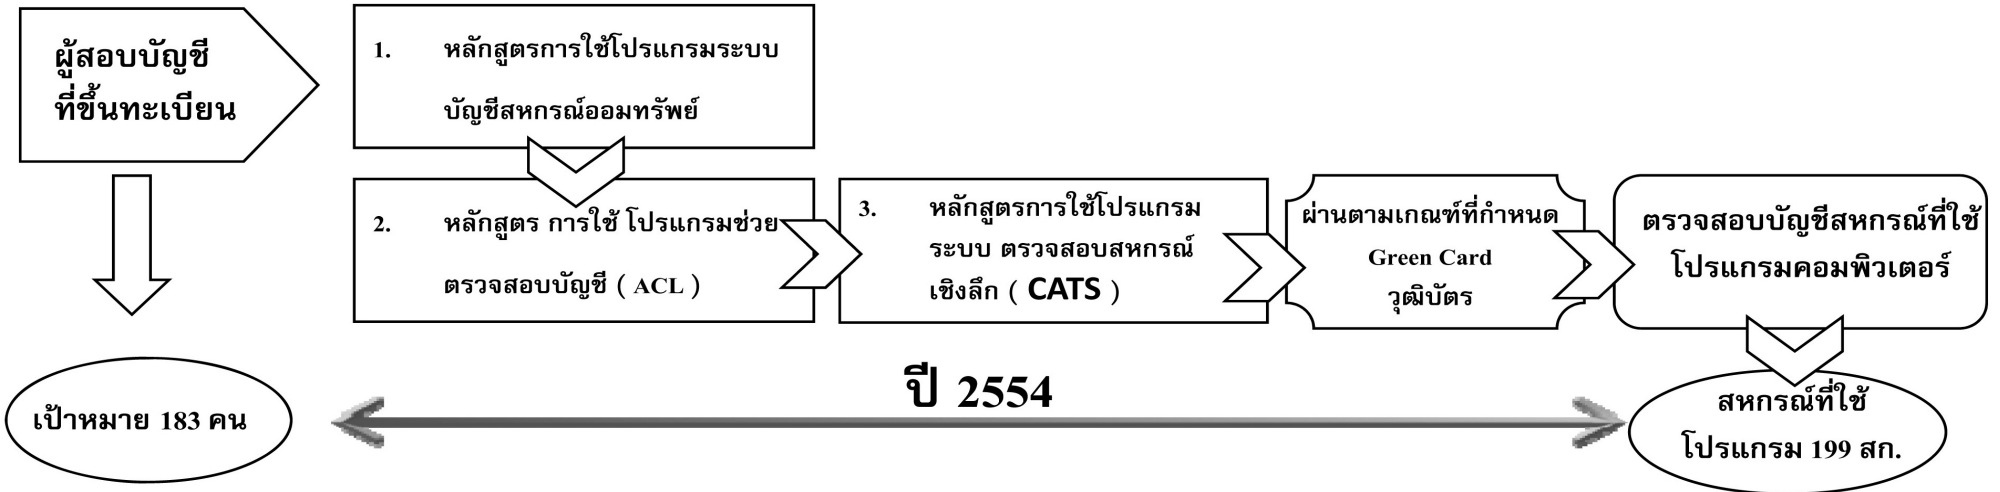 ผู้สอบบัญชี
ที่ขึ้นทะเบียน
1. หลักสูตรการใช้โปรแกรมระบบ
บัญชีสหกรณ์ออมทรัพย์
2. หลักสูตร การใช้ โปรแกรมช่วย
ตรวจสอบบัญชี ( ACL )
3. หลักสูตรการใช้โปรแกรม
ระบบ ตรวจสอบสหกรณ์
เชิงลึก ( CATS )
ผ่านตามเกณฑ์ที่กำหนด
Green Card
วุฒิบัตร
ตรวจสอบบัญชีสหกรณ์ที่ใช้
โปรแกรมคอมพิวเตอร์
เป้าหมาย 183 คน
ปี 2554
สหกรณ์ที่ใช้
โปรแกรม 199 สก.